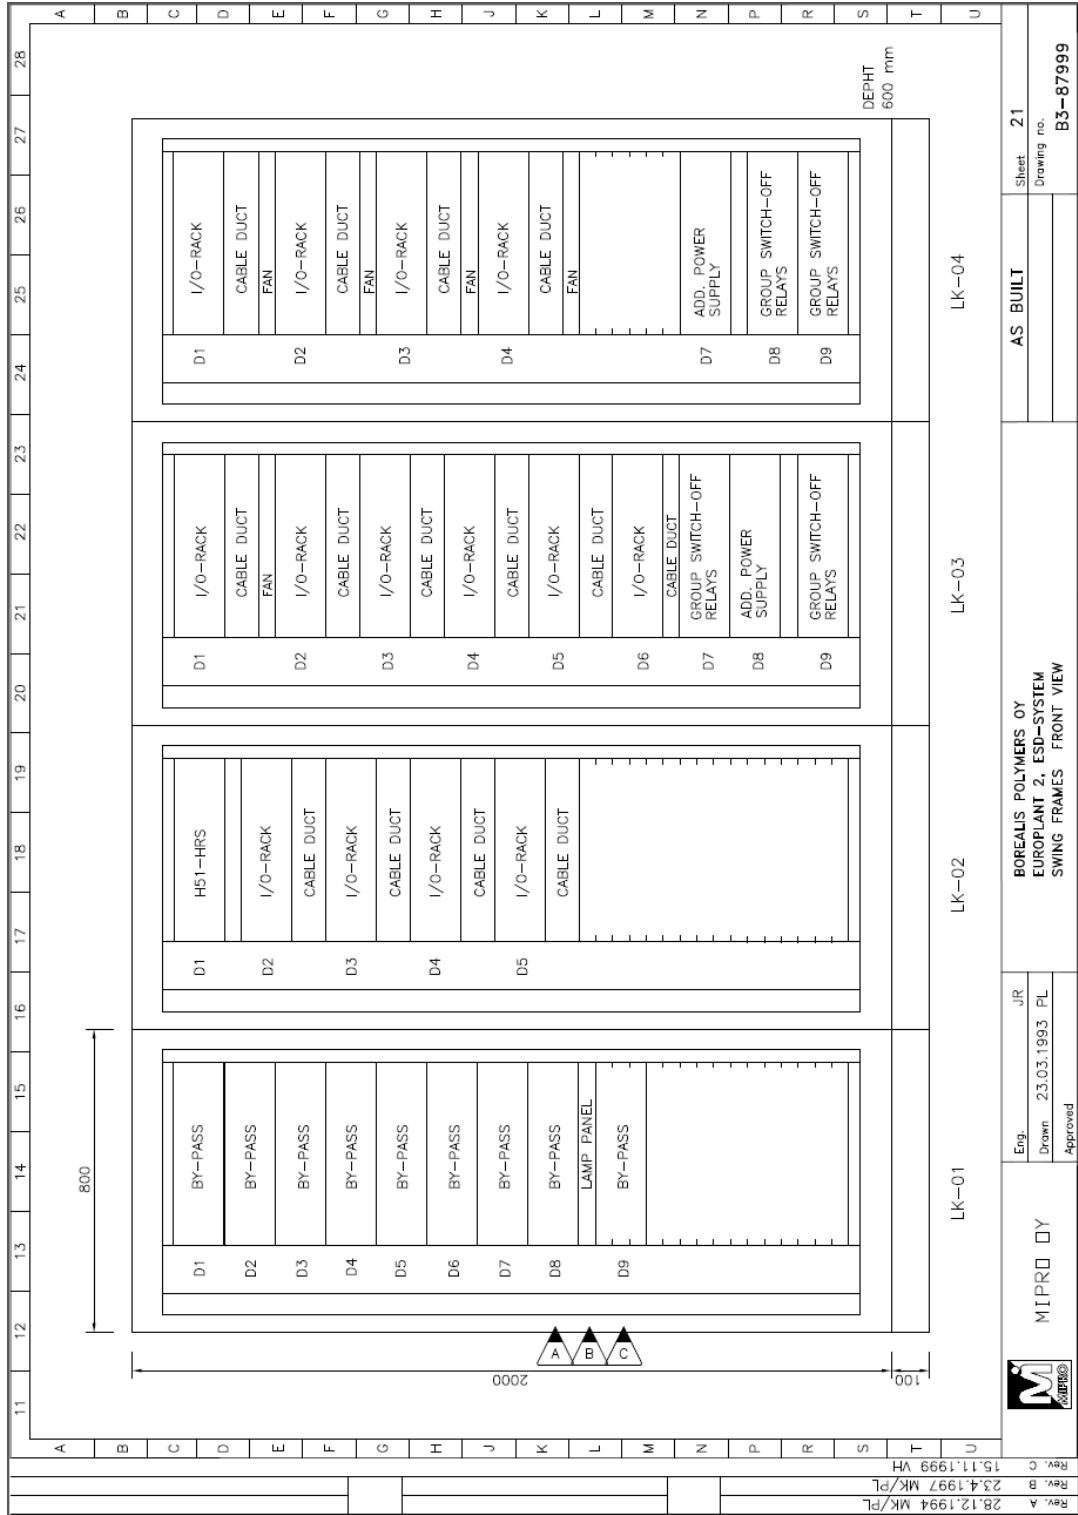 11 12 13 14 15 16 17 18 19 20 21 22 23 24 25 26 27 28
A
B
C
D
E
F
G
H
J
K
L
M
N
P
R
S
T
U
A
B
C
D
E
F
G
H
J
K
L
M
N
P
R
S
T
U
800
2000
100
DEPHT
600 mm
A
B
C
D1 BY-PASS
D2 BY-PASS
D3 BY-PASS
D4 BY-PASS
D5 BY-PASS
D6 BY-PASS
D7 BY-PASS
D8 BY-PASS
LAMP PANEL
D9 BY-PASS
LK-01
D1 H51-HRS
D2 I/O-RACK
CABLE DUCT
D3 I/O-RACK
CABLE DUCT
D4 I/O-RACK
CABLE DUCT
D5 I/O-RACK
CABLE DUCT
LK-02
D1 I/O-RACK
CABLE DUCT
FAN
D2 I/O-RACK
CABLE DUCT
D3 I/O-RACK
CABLE DUCT
D4 I/O-RACK
CABLE DUCT
D5 I/O-RACK
CABLE DUCT
D6 I/O-RACK
CABLE DUCT
D7 GROUP SWITCH-OFF
RELAYS
D8 ADD. POWER
SUPPLY
D9 GROUP SWITCH-OFF
RELAYS
LK-03
D1 I/O-RACK
CABLE DUCT
FAN
D2 I/O-RACK
CABLE DUCT
FAN
D3 I/O-RACK
CABLE DUCT
FAN
D4 I/O-RACK
CABLE DUCT
FAN
D7 ADD. POWER
SUPPLY
D8 GROUP SWITCH-OFF
RELAYS
D9 GROUP SWITCH-OFF
RELAYS
LK-04
Rev. A 28.12.1994 MK/PL
Rev. B 23.4.1997 MK/PL
Rev. C 15.11.1999 VH
MIPRO
MIPRO OY
Eng. JR
Drawn 23.03.1993 PL
Approved
BOREALIS POLYMERS OY
EUROPLANT 2, ESD-SYSTEM
SWING FRAMES FRONT VIEW
AS BUILT
Sheet 21
Drawing no.
B3-87999